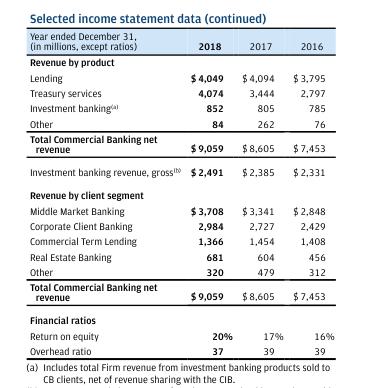 Selected income statement data (continued)
Year ended December 31,
(in millions, except ratios) 2018 2017 2016
Revenue by product
Lending $ 4,049 $ 4,094 $ 3,795
Treasury services 4,074 3,444 2,797
Investment banking(a) 852 805 785
Other 84 262 76
Total Commercial Banking net
revenue $ 9,059 $ 8,605 $ 7,453
Investment banking revenue, gross(b) $ 2,491 $ 2,385 $ 2,331
Revenue by client segment
Middle Market Banking $ 3,708 $ 3,341 $ 2,848
Corporate Client Banking 2,984 2,727 2,429
Commercial Term Lending 1,366 1,454 1,408
Real Estate Banking 681 604 456
Other 320 479 312
Total Commercial Banking net
revenue $ 9,059 $ 8,605 $ 7,453
Financial ratios
Return on equity 20% 17% 16%
Overhead ratio 37 39 39
(a) Includes total Firm revenue from investment banking products sold to
CB clients, net of revenue sharing with the CIB.